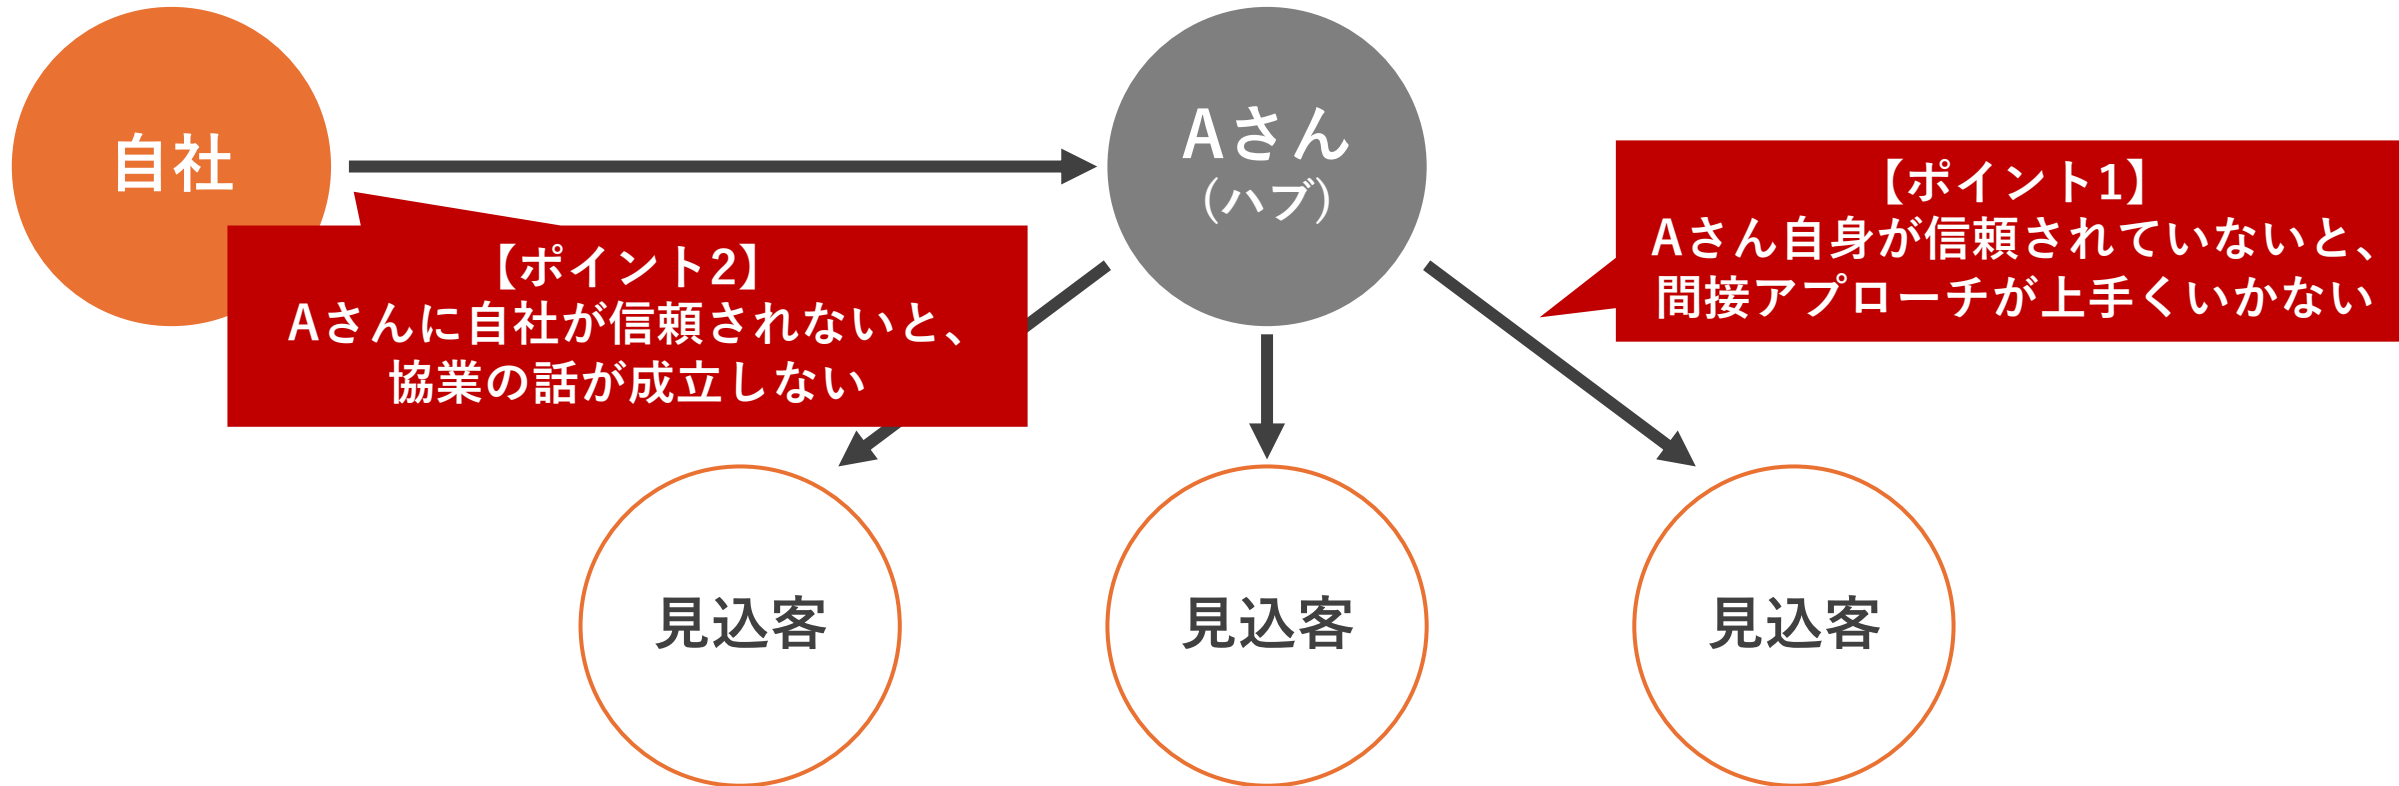 自社
Aさん
（ハブ）
【ポイント1】
Aさん自身が信頼されていないと、
間接アプローチが上手くいかない
【ポイント2】
Aさんに自社が信頼されないと、
協業の話が成立しない
見込客
見込客
見込客